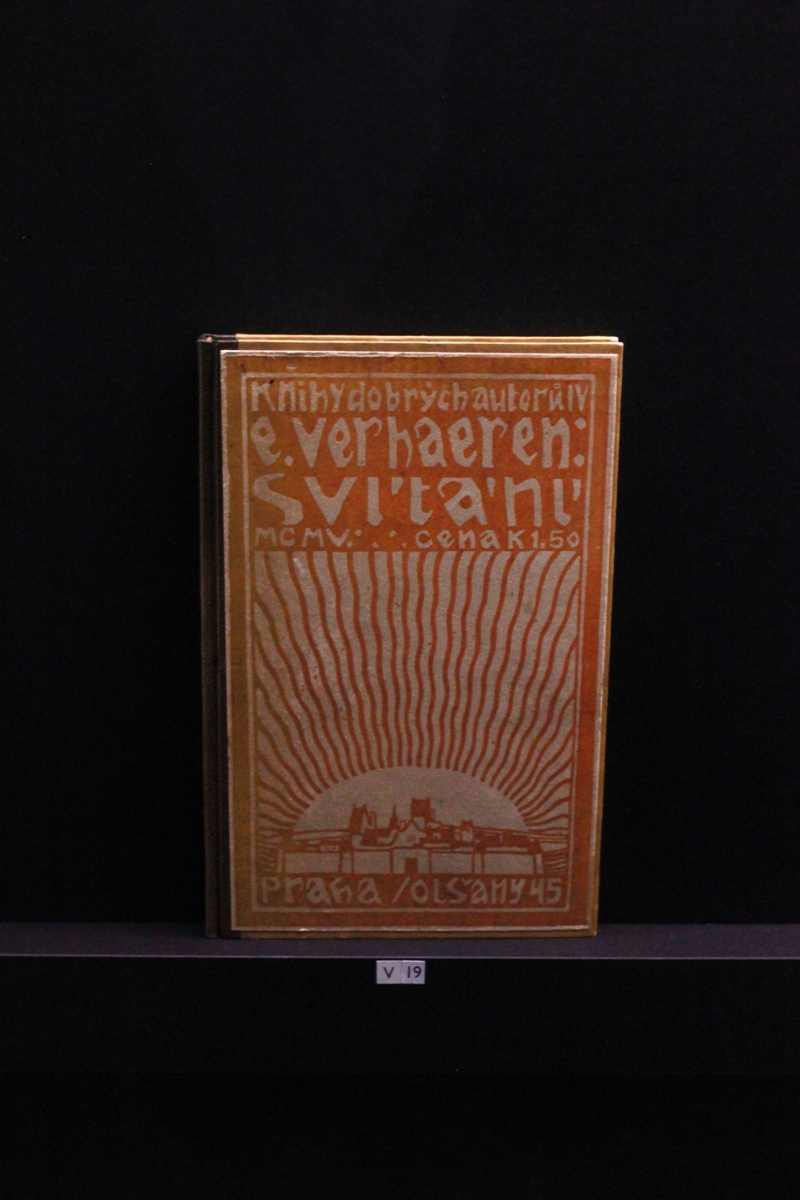 Knihy dobrých autorů IV
e. verhaeren:
svítání
MCMV.:. .:. cena K 1.50
Praha / Olšany 45
V 19